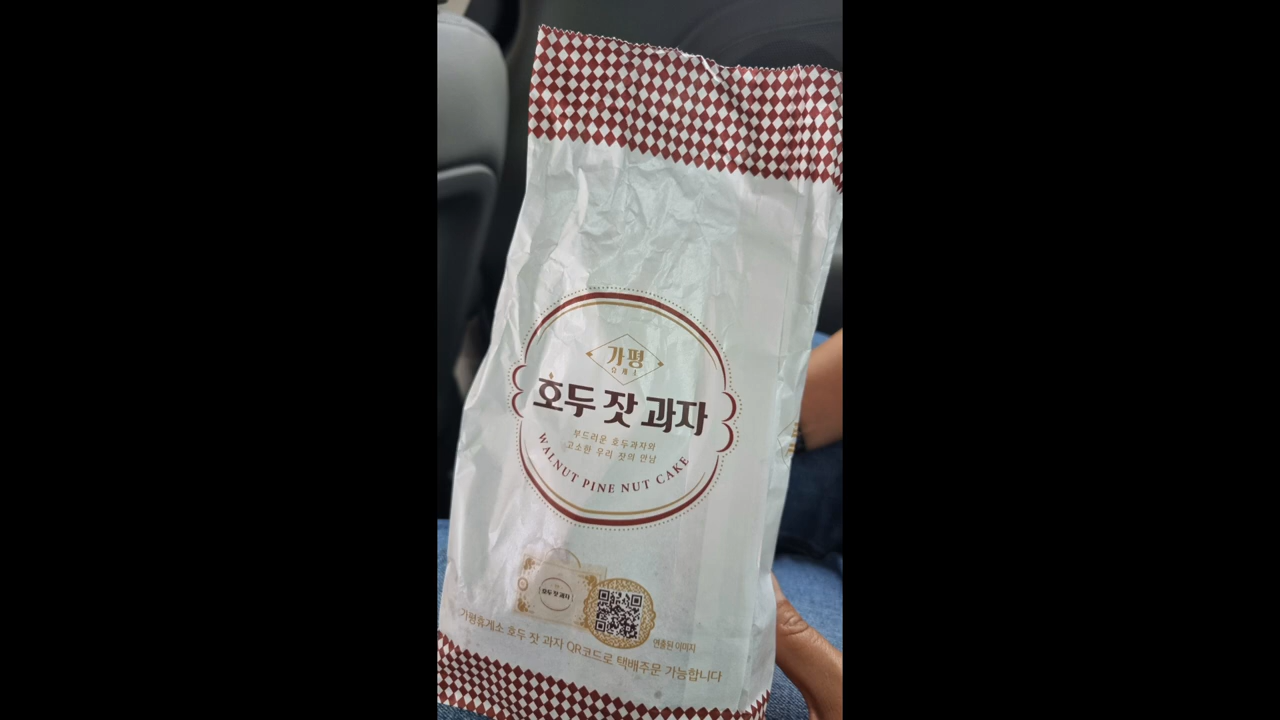 가평
휴게소
호두 잣 과자
부드러운 호두과자와
고소한 우리 잣의 만남
WALNUT PINE NUT CAKE
호두 잣 과자
연출된 이미지
가평휴게소 호두 잣 과자 QR코드로 택배주문 가능합니다